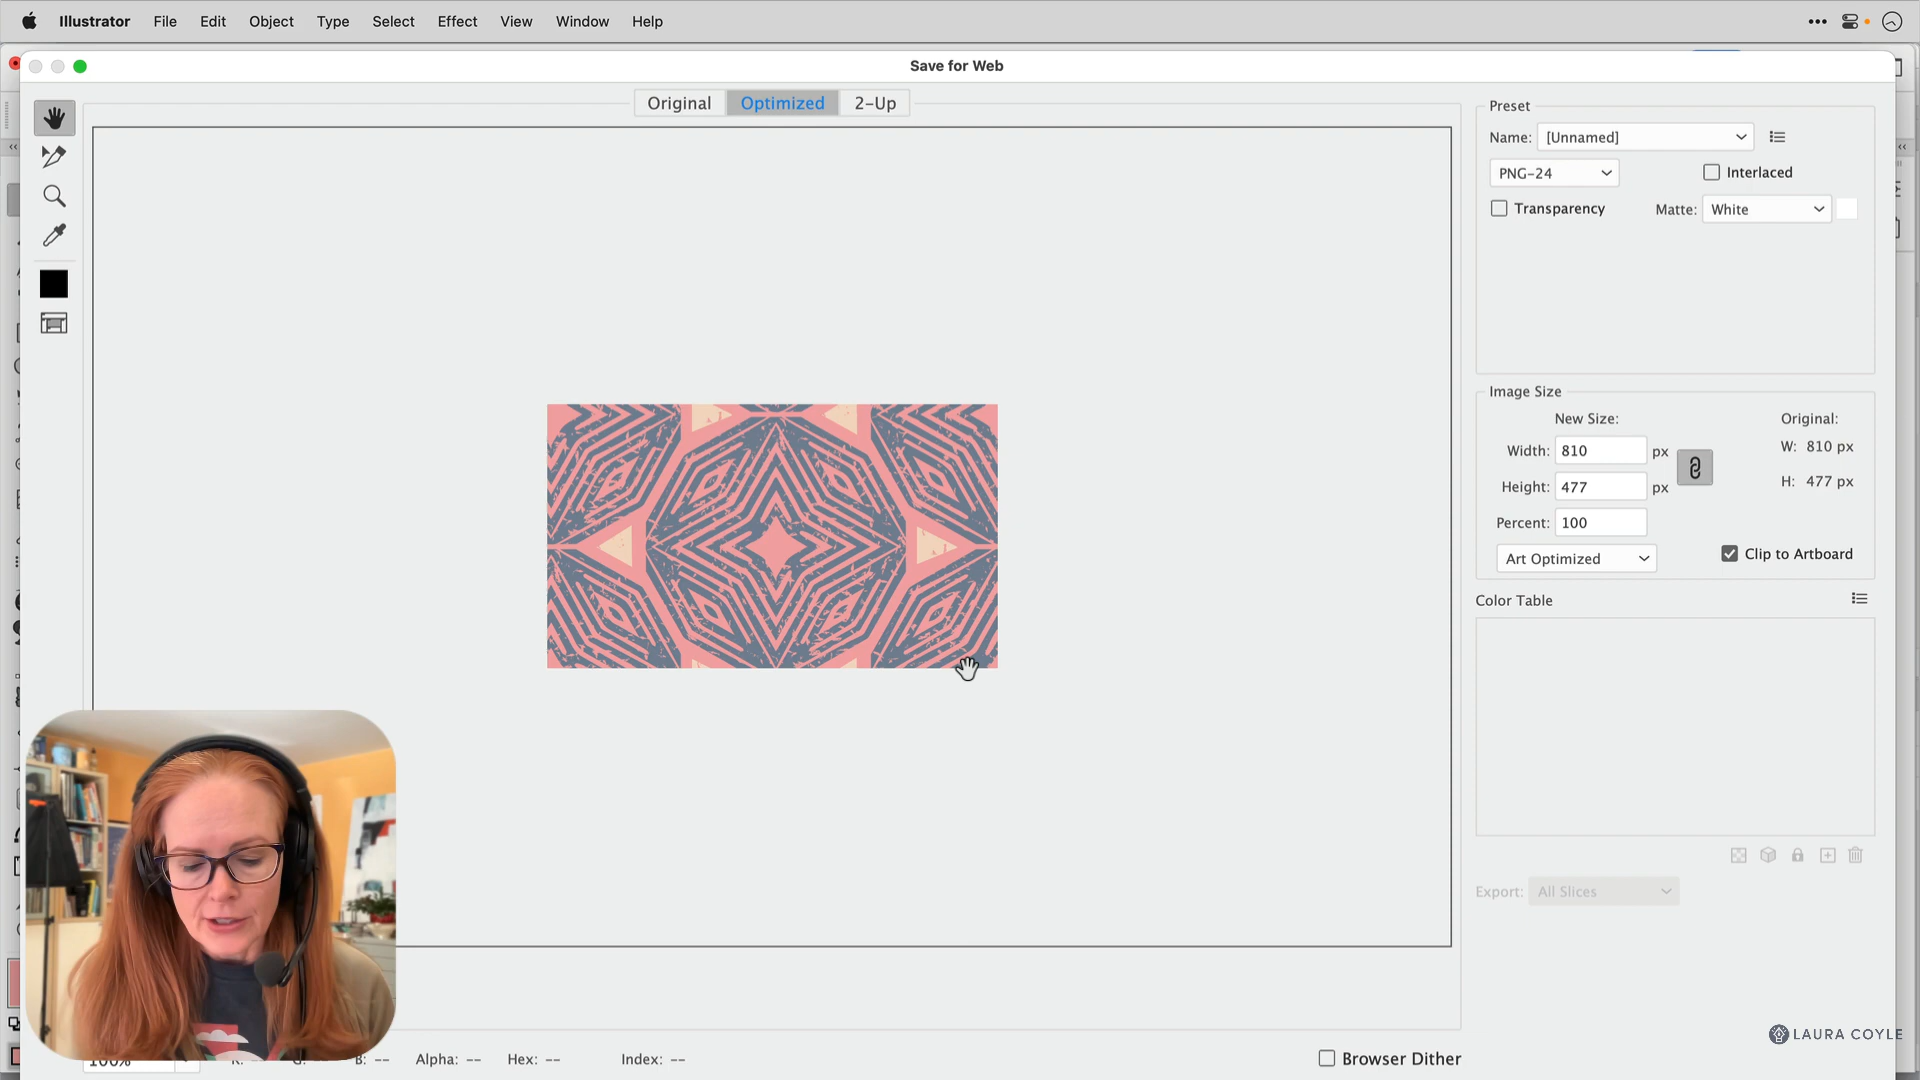 Illustrator File Edit Object Type Select Effect View Window Help
Save for Web
Original Optimized 2-Up
Preset
Name: [Unnamed]
PNG-24 Interlaced
Transparency Matte: White
Image Size
New Size: Original:
Width: 810 px W: 810 px
Height: 477 px H: 477 px
Percent: 100
Art Optimized Clip to Artboard
Color Table
Export: All Slices
LAURA COYLE
100% B: -- Alpha: -- Hex: -- Index: -- Browser Dither